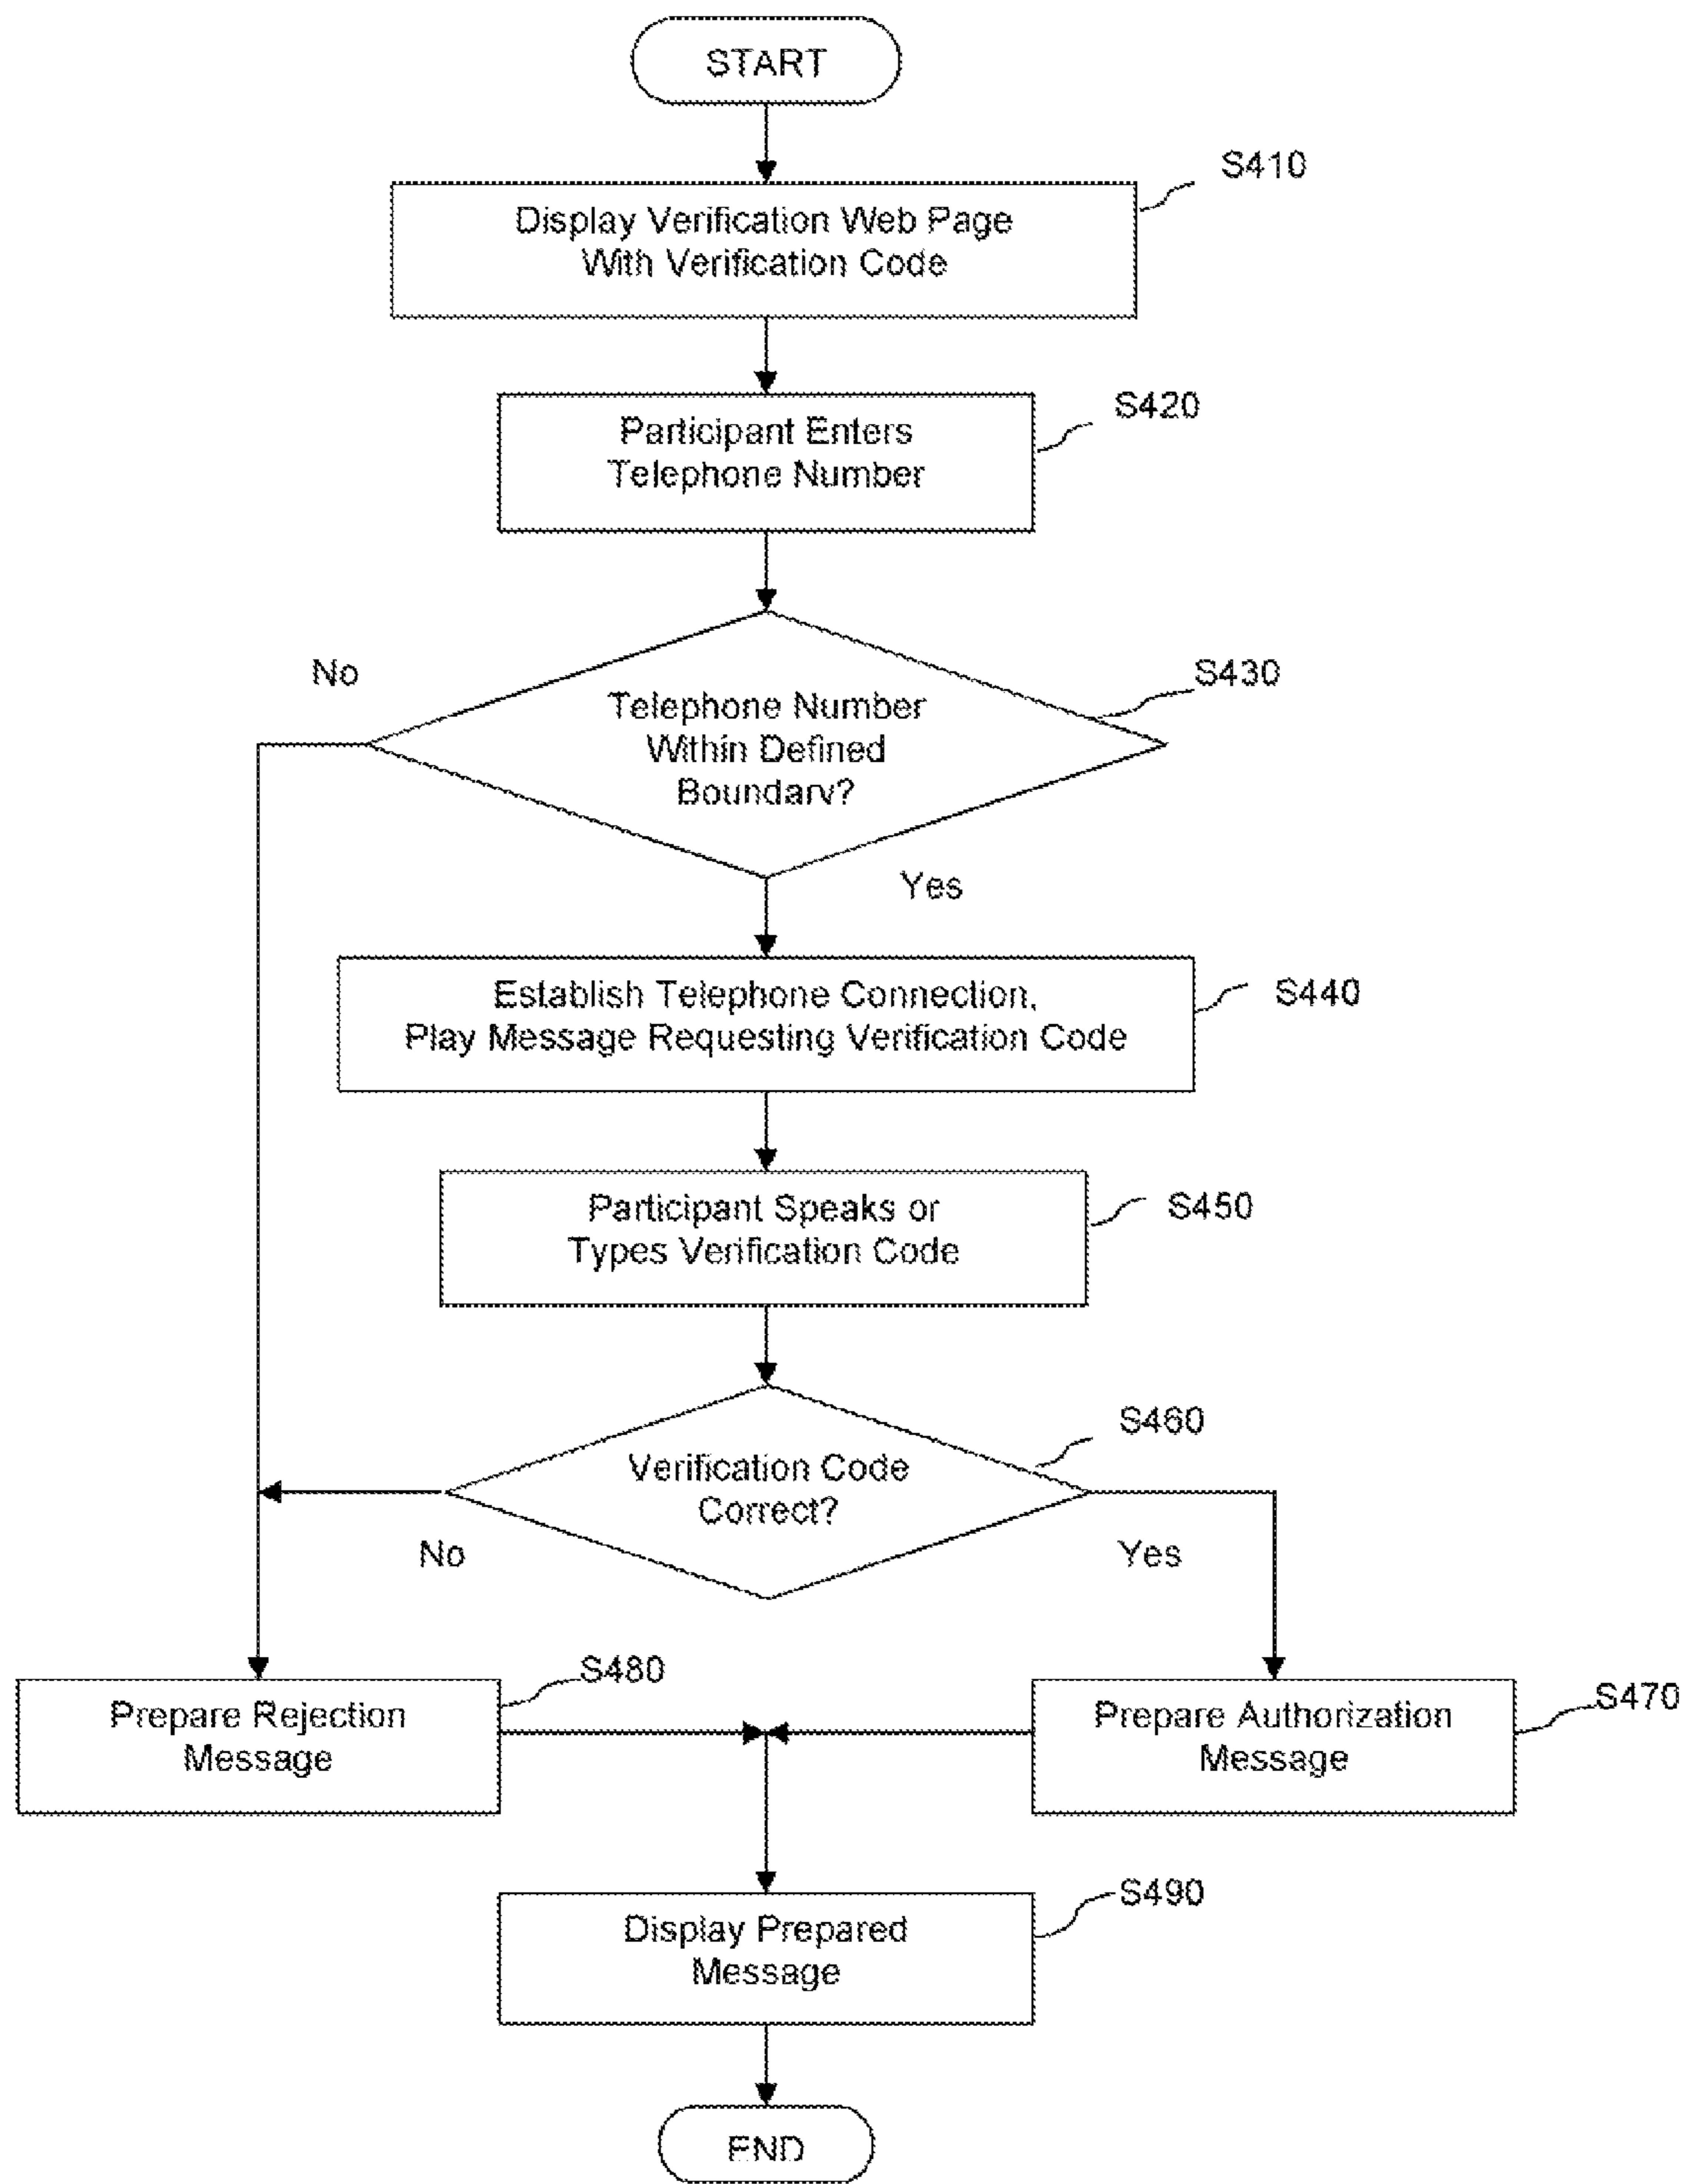 START
S410
Display Verification Web Page
With Verification Code
S420
Participant Enters
Telephone Number
No
S430
Telephone Number
Within Defined
Boundary?
Yes
Establish Telephone Connection,
Play Message Requesting Verification Code
S440
Participant Speaks or
Types Verification Code
S450
S460
Verification Code
Correct?
No
Yes
S480
Prepare Rejection
Message
Prepare Authorization
Message
S470
S490
Display Prepared
Message
END